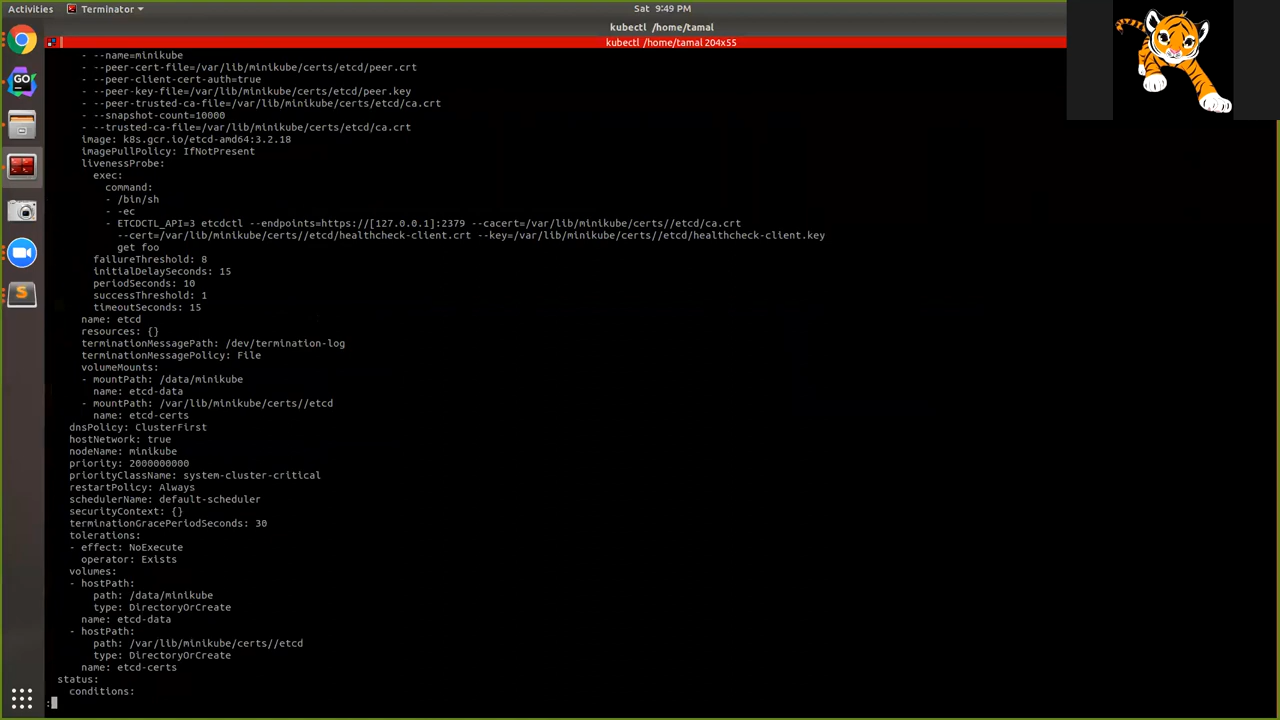 Activities
Terminator
Sat 9:49 PM
kubectl /home/tamal
kubectl /home/tamal 204x55
- --name=minikube
- --peer-cert-file=/var/lib/minikube/certs/etcd/peer.crt
- --peer-client-cert-auth=true
- --peer-key-file=/var/lib/minikube/certs/etcd/peer.key
- --peer-trusted-ca-file=/var/lib/minikube/certs/etcd/ca.crt
- --snapshot-count=10000
- --trusted-ca-file=/var/lib/minikube/certs/etcd/ca.crt
image: k8s.gcr.io/etcd-amd64:3.2.18
imagePullPolicy: IfNotPresent
livenessProbe:
exec:
command:
- /bin/sh
- -ec
- ETCDCTL_API=3 etcdctl --endpoints=https://[127.0.0.1]:2379 --cacert=/var/lib/minikube/certs//etcd/ca.crt
--cert=/var/lib/minikube/certs//etcd/healthcheck-client.crt --key=/var/lib/minikube/certs//etcd/healthcheck-client.key
get foo
failureThreshold: 8
initialDelaySeconds: 15
periodSeconds: 10
successThreshold: 1
timeoutSeconds: 15
name: etcd
resources: {}
terminationMessagePath: /dev/termination-log
terminationMessagePolicy: File
volumeMounts:
- mountPath: /data/minikube
name: etcd-data
- mountPath: /var/lib/minikube/certs//etcd
name: etcd-certs
dnsPolicy: ClusterFirst
hostNetwork: true
nodeName: minikube
priority: 2000000000
priorityClassName: system-cluster-critical
restartPolicy: Always
schedulerName: default-scheduler
securityContext: {}
terminationGracePeriodSeconds: 30
tolerations:
- effect: NoExecute
operator: Exists
volumes:
- hostPath:
path: /data/minikube
type: DirectoryOrCreate
name: etcd-data
- hostPath:
path: /var/lib/minikube/certs//etcd
type: DirectoryOrCreate
name: etcd-certs
status:
conditions:
:
GO
S